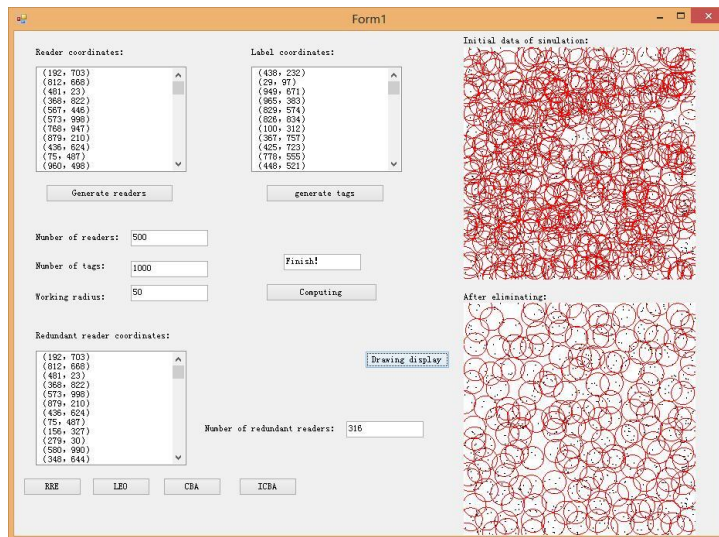 Form1
Reader coordinates:
(192, 703)
(812, 668)
(481, 23)
(368, 822)
(567, 446)
(573, 998)
(768, 947)
(879, 210)
(436, 624)
(75, 487)
(960, 498)
Generate readers
Label coordinates:
(438, 232)
(29, 97)
(949, 671)
(965, 383)
(829, 574)
(826, 834)
(100, 312)
(367, 757)
(425, 723)
(778, 555)
(448, 521)
generate tags
Initial data of simulation:
Number of readers: 500
Number of tags: 1000
Working radius: 50
Finish!
Computing
After eliminating:
Redundant reader coordinates:
(192, 703)
(812, 668)
(481, 23)
(368, 822)
(573, 998)
(879, 210)
(436, 624)
(75, 487)
(156, 327)
(279, 30)
(580, 990)
(348, 644)
Drawing display
Number of redundant readers: 316
RRE LEO CBA ICBA